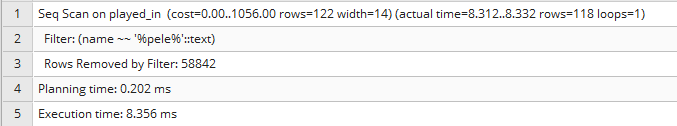 1 Seq Scan on played_in (cost=0.00..1056.00 rows=122 width=14) (actual time=8.312..8.332 rows=118 loops=1)
2 Filter: (name ~~ '%pele%'::text)
3 Rows Removed by Filter: 58842
4 Planning time: 0.202 ms
5 Execution time: 8.356 ms